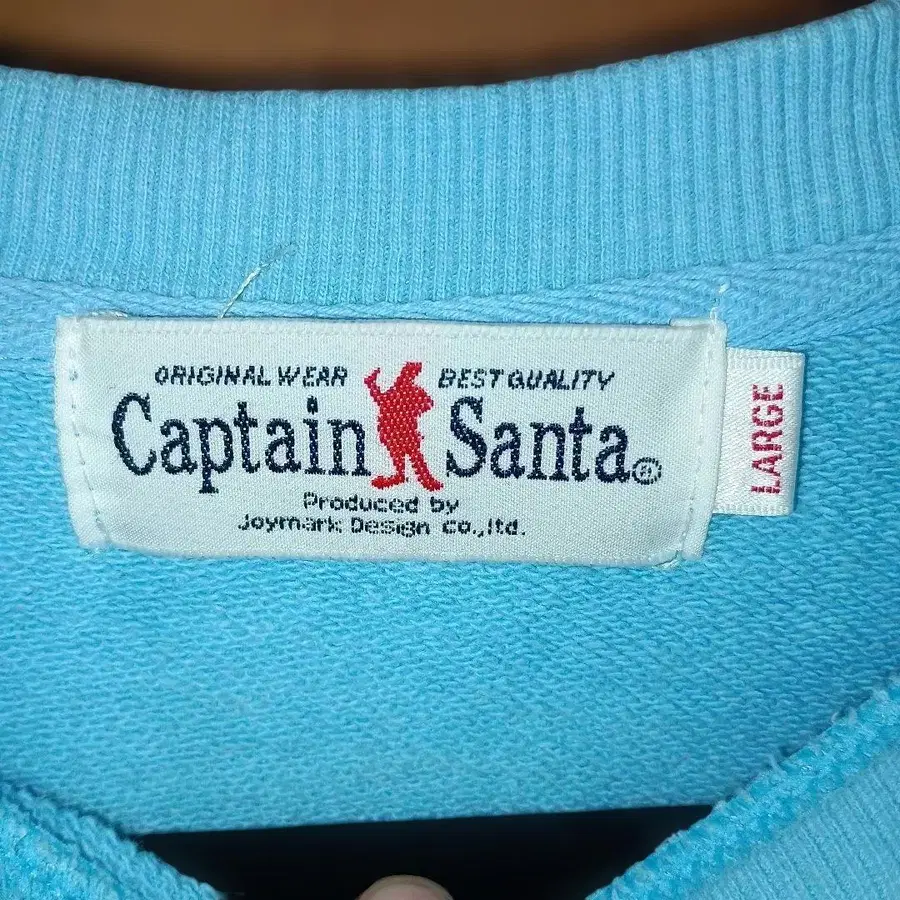 ORIGINAL WEAR BEST QUALITY
Captain Santa®
Produced by
Joymark Design co.,ltd.
LARGE